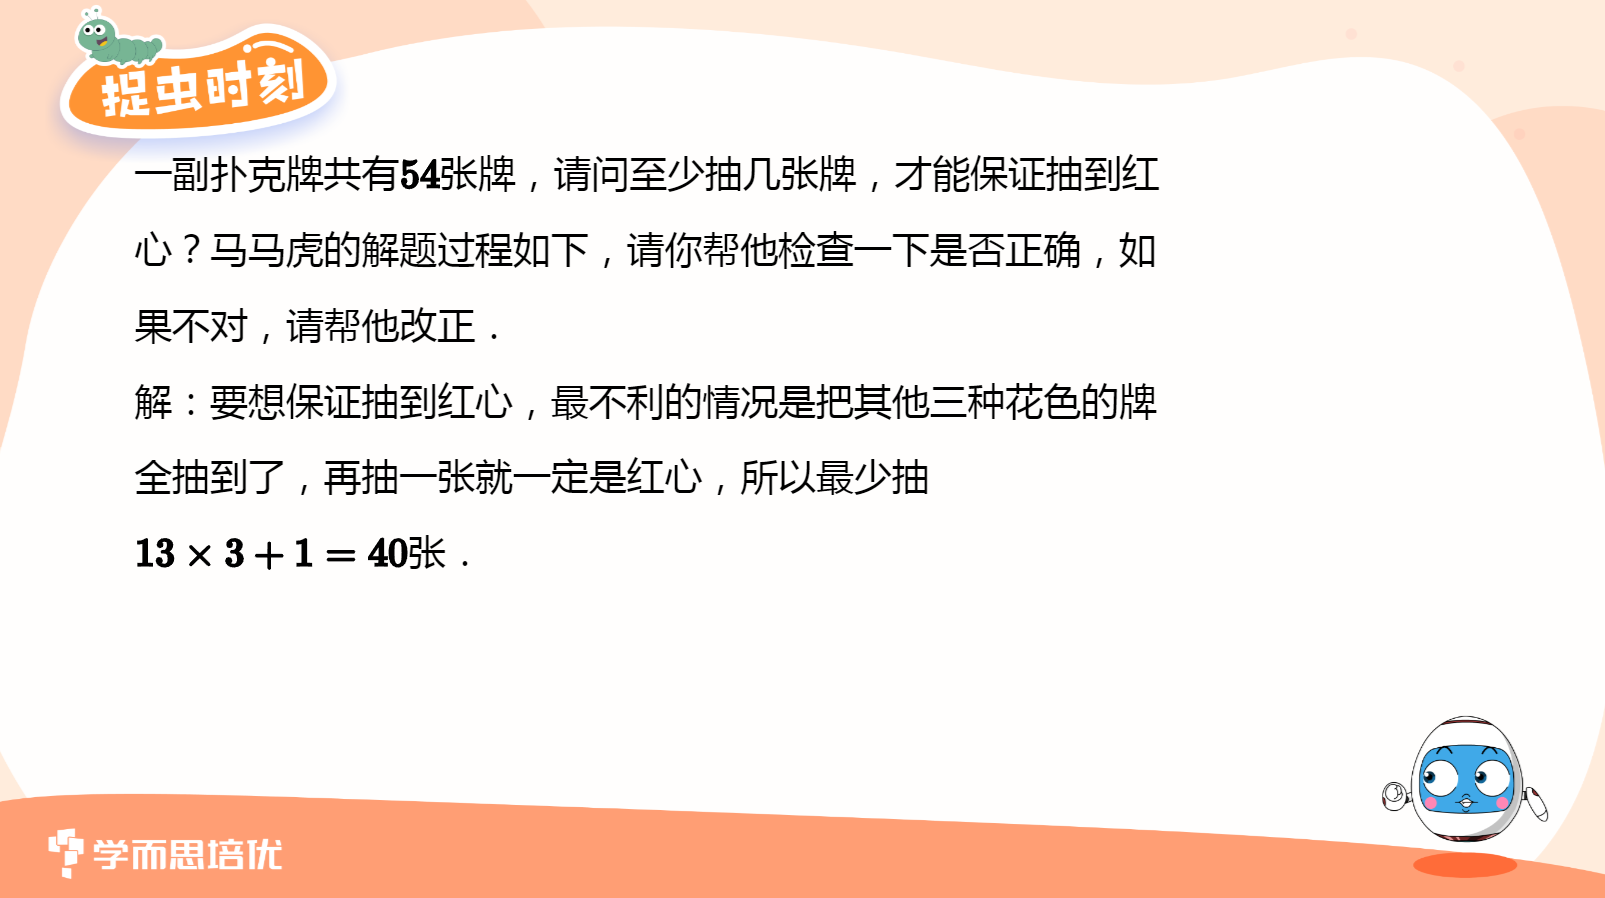 捉虫时刻
一副扑克牌共有54张牌，请问至少抽几张牌，才能保证抽到红
心？马马虎的解题过程如下，请你帮他检查一下是否正确，如
果不对，请帮他改正．
解：要想保证抽到红心，最不利的情况是把其他三种花色的牌
全抽到了，再抽一张就一定是红心，所以最少抽
13 × 3 + 1 = 40张．
学而思培优